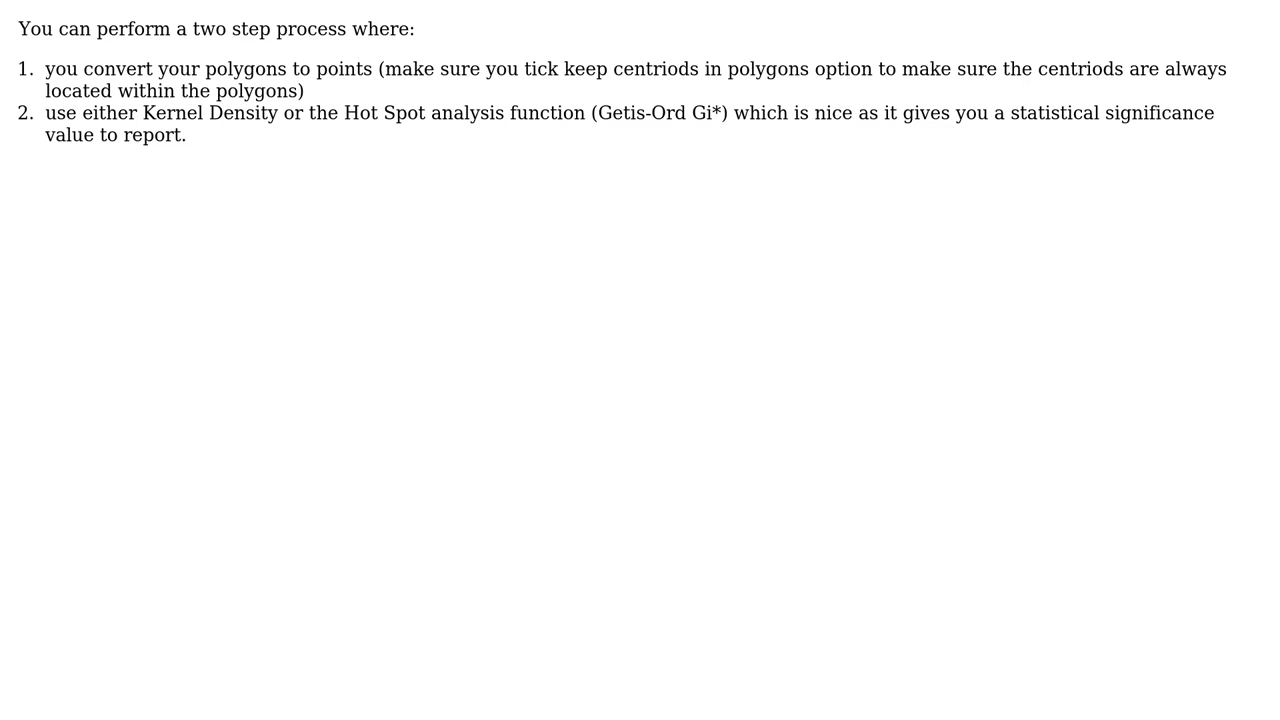 You can perform a two step process where:
1. you convert your polygons to points (make sure you tick keep centriods in polygons option to make sure the centriods are always
located within the polygons)
2. use either Kernel Density or the Hot Spot analysis function (Getis-Ord Gi*) which is nice as it gives you a statistical significance
value to report.